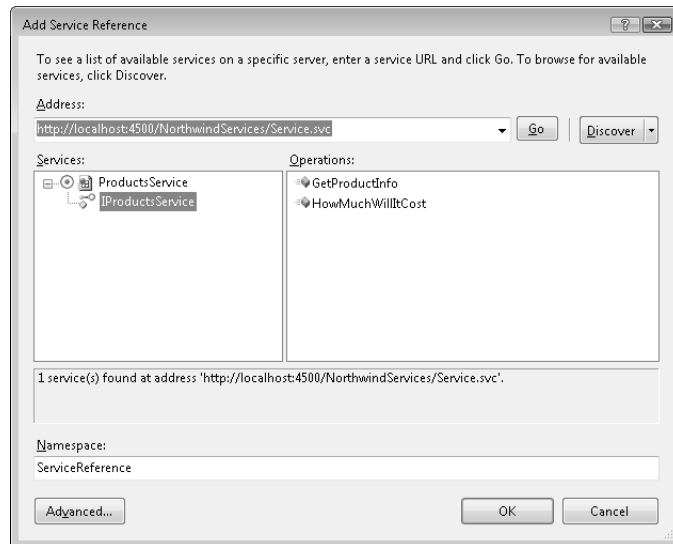 Add Service Reference
To see a list of available services on a specific server, enter a service URL and click Go. To browse for available
services, click Discover.
Address:
http://localhost:4500/NorthwindServices/Service.svc
Go
Discover
Services:
Operations:
ProductsService
IProductsService
GetProductInfo
HowMuchWillItCost
1 service(s) found at address 'http://localhost:4500/NorthwindServices/Service.svc'.
Namespace:
ServiceReference
Advanced...
OK
Cancel